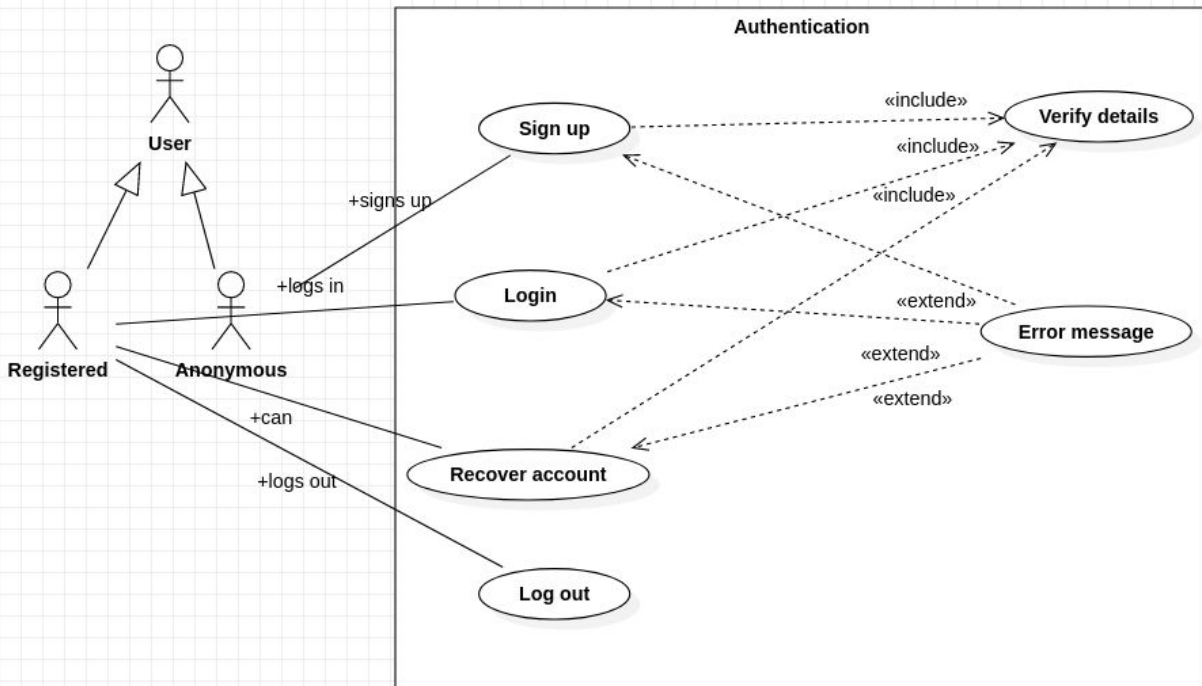 Authentication
User
Sign up
«include»
Verify details
«include»
«include»
+signs up
+logs in
Login
«extend»
Error message
Registered
Anonymous
«extend»
«extend»
+can
Recover account
+logs out
Log out